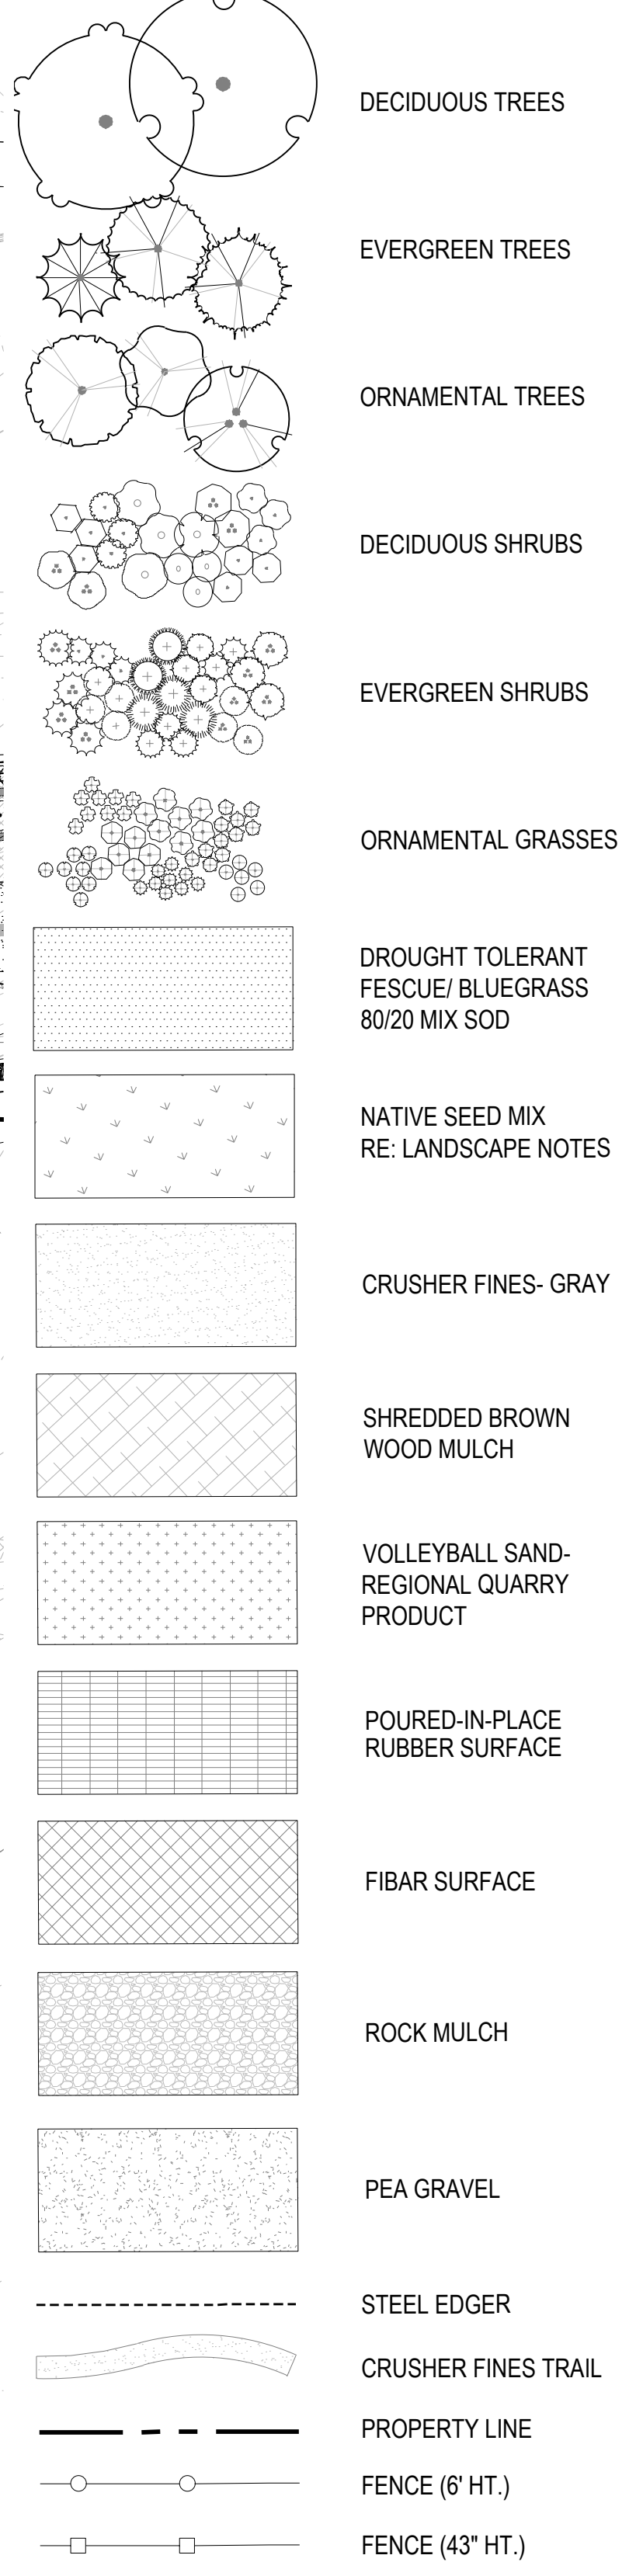 DECIDUOUS TREES
EVERGREEN TREES
ORNAMENTAL TREES
DECIDUOUS SHRUBS
EVERGREEN SHRUBS
ORNAMENTAL GRASSES
DROUGHT TOLERANT
FESCUE/ BLUEGRASS
80/20 MIX SOD
NATIVE SEED MIX
RE: LANDSCAPE NOTES
CRUSHER FINES- GRAY
SHREDDED BROWN
WOOD MULCH
VOLLEYBALL SAND-
REGIONAL QUARRY
PRODUCT
POURED-IN-PLACE
RUBBER SURFACE
FIBAR SURFACE
ROCK MULCH
PEA GRAVEL
STEEL EDGER
CRUSHER FINES TRAIL
PROPERTY LINE
FENCE (6' HT.)
FENCE (43" HT.)